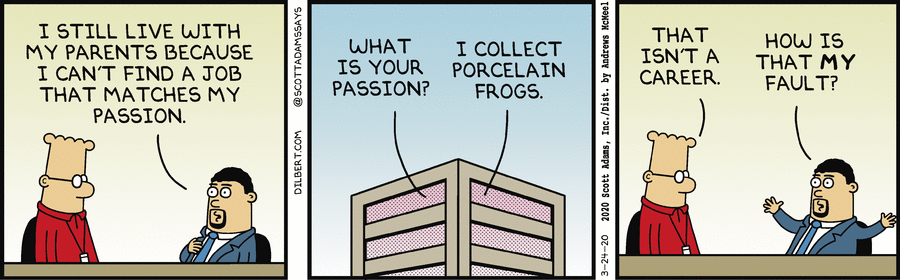 I STILL LIVE WITH
MY PARENTS BECAUSE
I CAN'T FIND A JOB
THAT MATCHES MY
PASSION.
DILBERT.COM @SCOTTADAMSSAYS
WHAT
IS YOUR
PASSION?
I COLLECT
PORCELAIN
FROGS.
3-24-20 2020 Scott Adams, Inc./Dist. by Andrews McMeel
THAT
ISN'T A
CAREER.
HOW IS
THAT MY
FAULT?